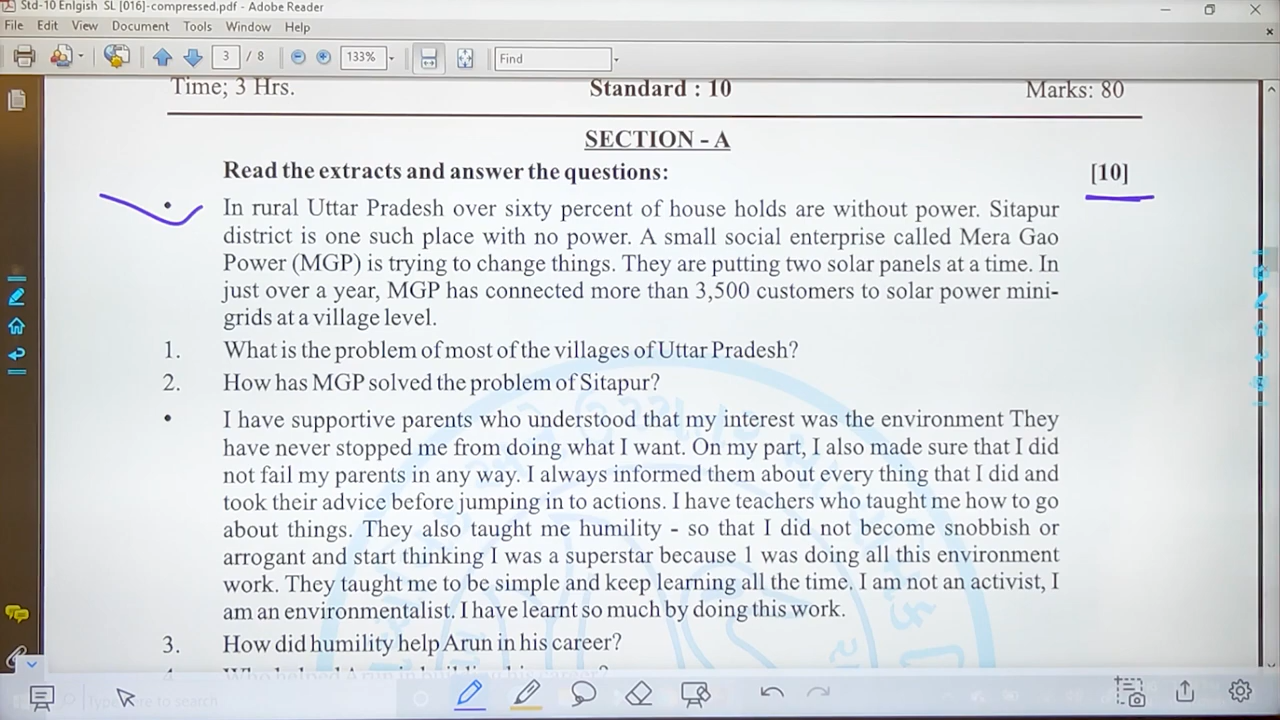 Std-10 Enlgish SL [016]-compressed.pdf - Adobe Reader
File Edit View Document Tools Window Help
3 / 8 133% Find
Time; 3 Hrs. Standard : 10 Marks: 80
SECTION - A
Read the extracts and answer the questions: [10]
• In rural Uttar Pradesh over sixty percent of house holds are without power. Sitapur
district is one such place with no power. A small social enterprise called Mera Gao
Power (MGP) is trying to change things. They are putting two solar panels at a time. In
just over a year, MGP has connected more than 3,500 customers to solar power mini-
grids at a village level.
1. What is the problem of most of the villages of Uttar Pradesh?
2. How has MGP solved the problem of Sitapur?
• I have supportive parents who understood that my interest was the environment They
have never stopped me from doing what I want. On my part, I also made sure that I did
not fail my parents in any way. I always informed them about every thing that I did and
took their advice before jumping in to actions. I have teachers who taught me how to go
about things. They also taught me humility - so that I did not become snobbish or
arrogant and start thinking I was a superstar because 1 was doing all this environment
work. They taught me to be simple and keep learning all the time. I am not an activist, I
am an environmentalist. I have learnt so much by doing this work.
3. How did humility help Arun in his career?
Type here to search